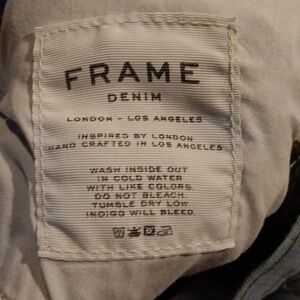 FRAME
DENIM
LONDON - LOS ANGELES
INSPIRED BY LONDON
HAND CRAFTED IN LOS ANGELES
WASH INSIDE OUT
IN COLD WATER
WITH LIKE COLORS.
DO NOT BLEACH.
TUMBLE DRY LOW
INDIGO WILL BLEED.